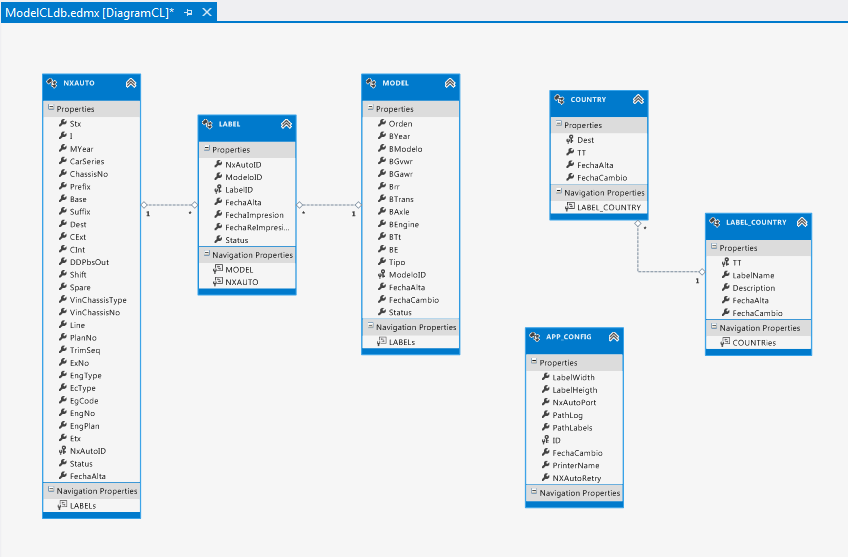 ModelCLdb.edmx [DiagramCL]*
NXAUTO
Properties
Stx
I
MYear
CarSeries
ChassisNo
Prefix
Base
Suffix
Dest
CExt
CInt
DDPbsOut
Shift
Spare
VinChassisType
VinChassisNo
Line
PlanNo
TrimSeq
ExNo
EngType
EcType
EgCode
EngNo
EngPlan
Etx
NxAutoID
Status
FechaAlta
Navigation Properties
LABELs
1
*
LABEL
Properties
NxAutoID
ModeloID
LabelID
FechaAlta
FechaImpresion
FechaReImpresi...
Status
Navigation Properties
MODEL
NXAUTO
*
1
MODEL
Properties
Orden
BYear
BModelo
BGvwr
BGawr
Brr
BTrans
BAxle
BEngine
BTt
BE
Tipo
ModeloID
FechaAlta
FechaCambio
Status
Navigation Properties
LABELs
COUNTRY
Properties
Dest
TT
FechaAlta
FechaCambio
Navigation Properties
LABEL_COUNTRY
*
1
LABEL_COUNTRY
Properties
TT
LabelName
Description
FechaAlta
FechaCambio
Navigation Properties
COUNTRies
APP_CONFIG
Properties
LabelWidth
LabelHeigth
NxAutoPort
PathLog
PathLabels
ID
FechaCambio
PrinterName
NXAutoRetry
Navigation Properties